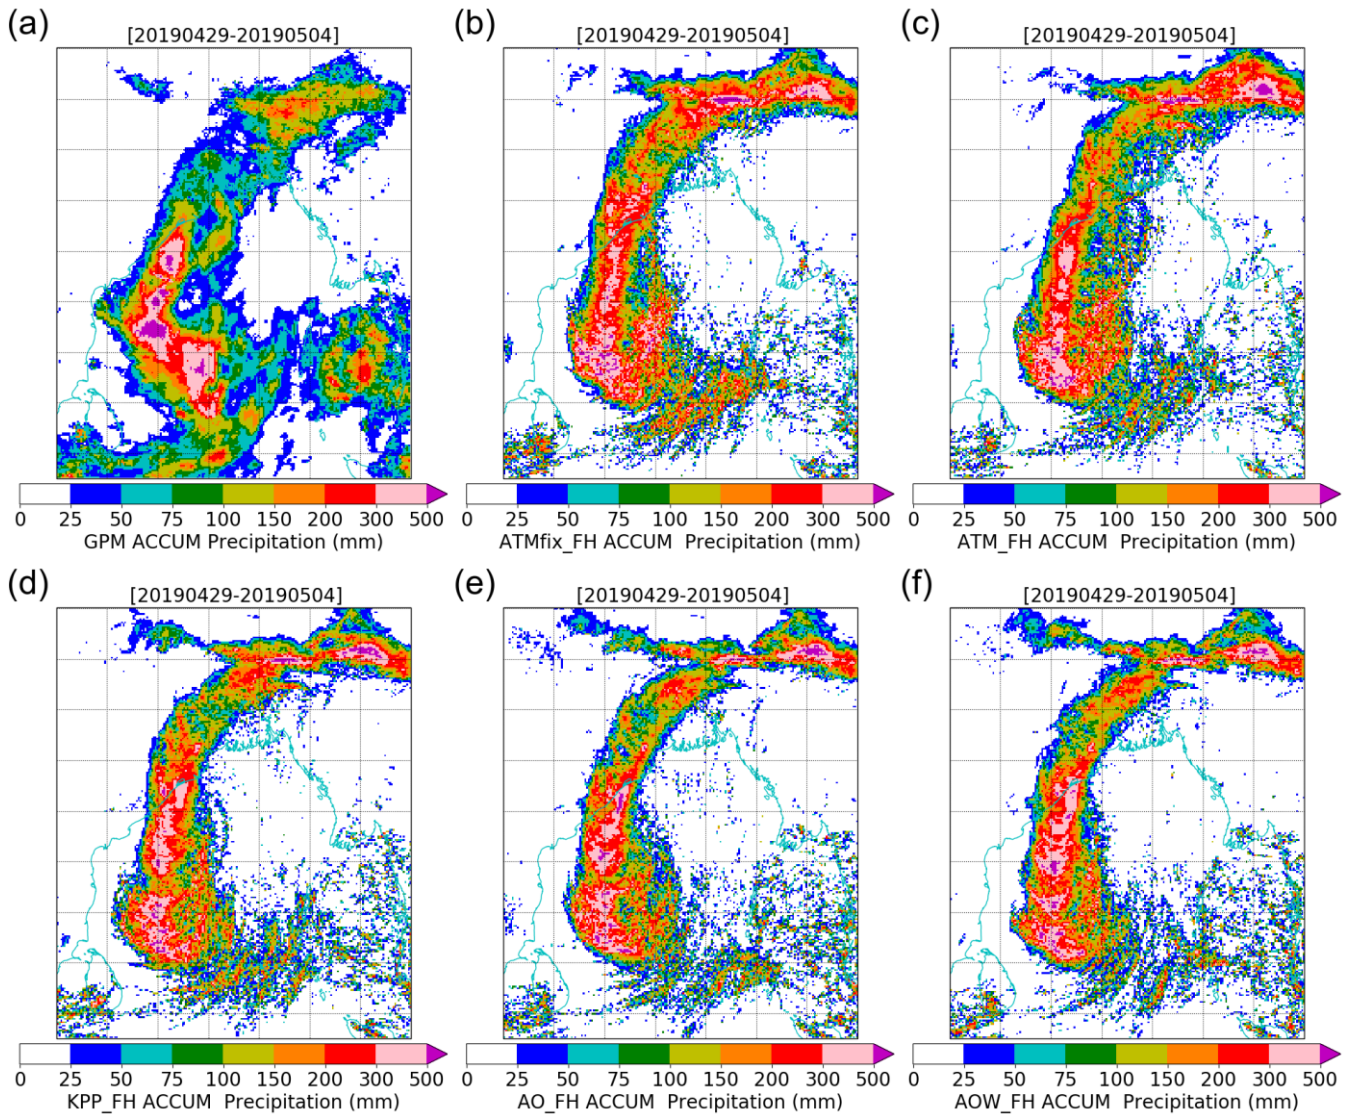 (a) (b) (c)
[20190429-20190504] [20190429-20190504] [20190429-20190504]
0 25 50 75 100 150 200 300 500 0 25 50 75 100 150 200 300 500 0 25 50 75 100 150 200 300 500
GPM ACCUM Precipitation (mm) ATMfix_FH ACCUM Precipitation (mm) ATM_FH ACCUM Precipitation (mm)
(d) (e) (f)
[20190429-20190504] [20190429-20190504] [20190429-20190504]
0 25 50 75 100 150 200 300 500 0 25 50 75 100 150 200 300 500 0 25 50 75 100 150 200 300 500
KPP_FH ACCUM Precipitation (mm) AO_FH ACCUM Precipitation (mm) AOW_FH ACCUM Precipitation (mm)